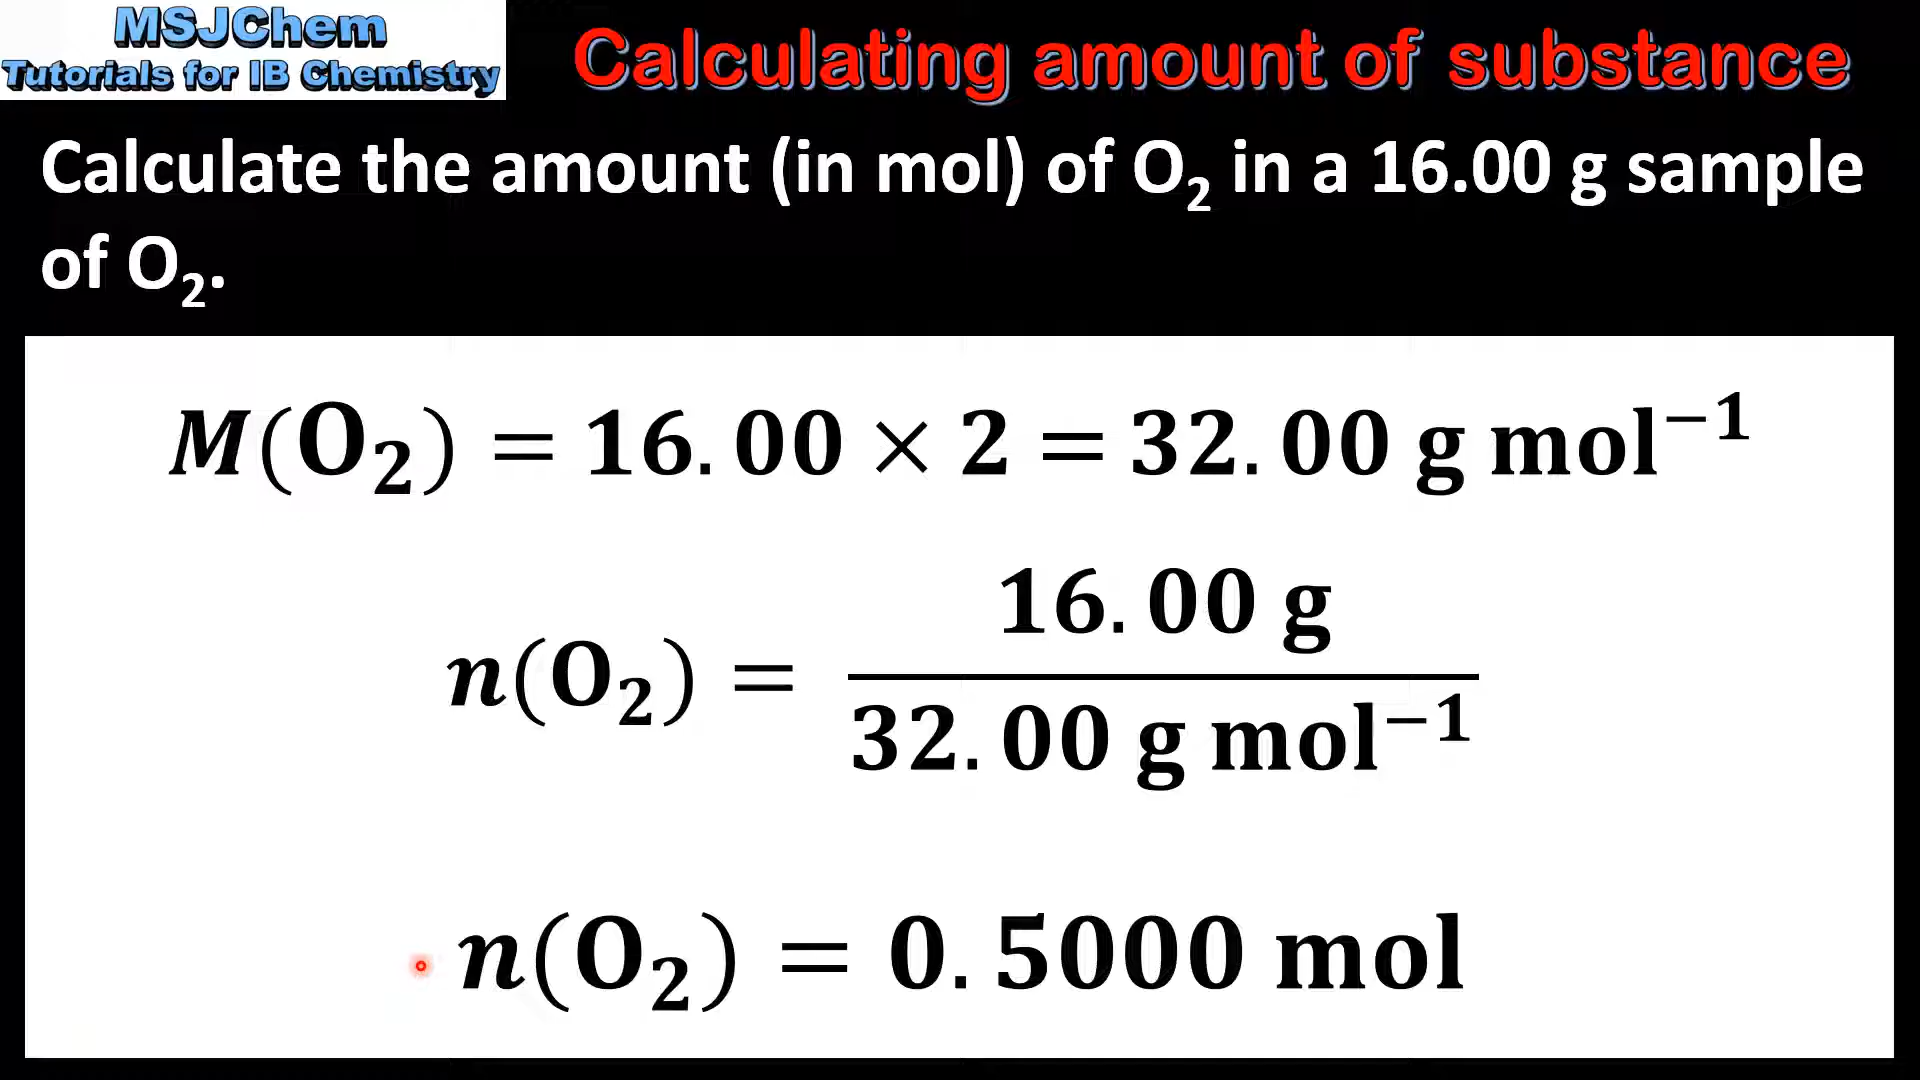 MSJChem
Tutorials for IB Chemistry
Calculating amount of substance
Calculate the amount (in mol) of O₂ in a 16.00 g sample
of O₂.
M(O₂) = 16.00 × 2 = 32.00 g mol⁻¹
n(O₂) = 16.00 g / 32.00 g mol⁻¹
n(O₂) = 0.5000 mol